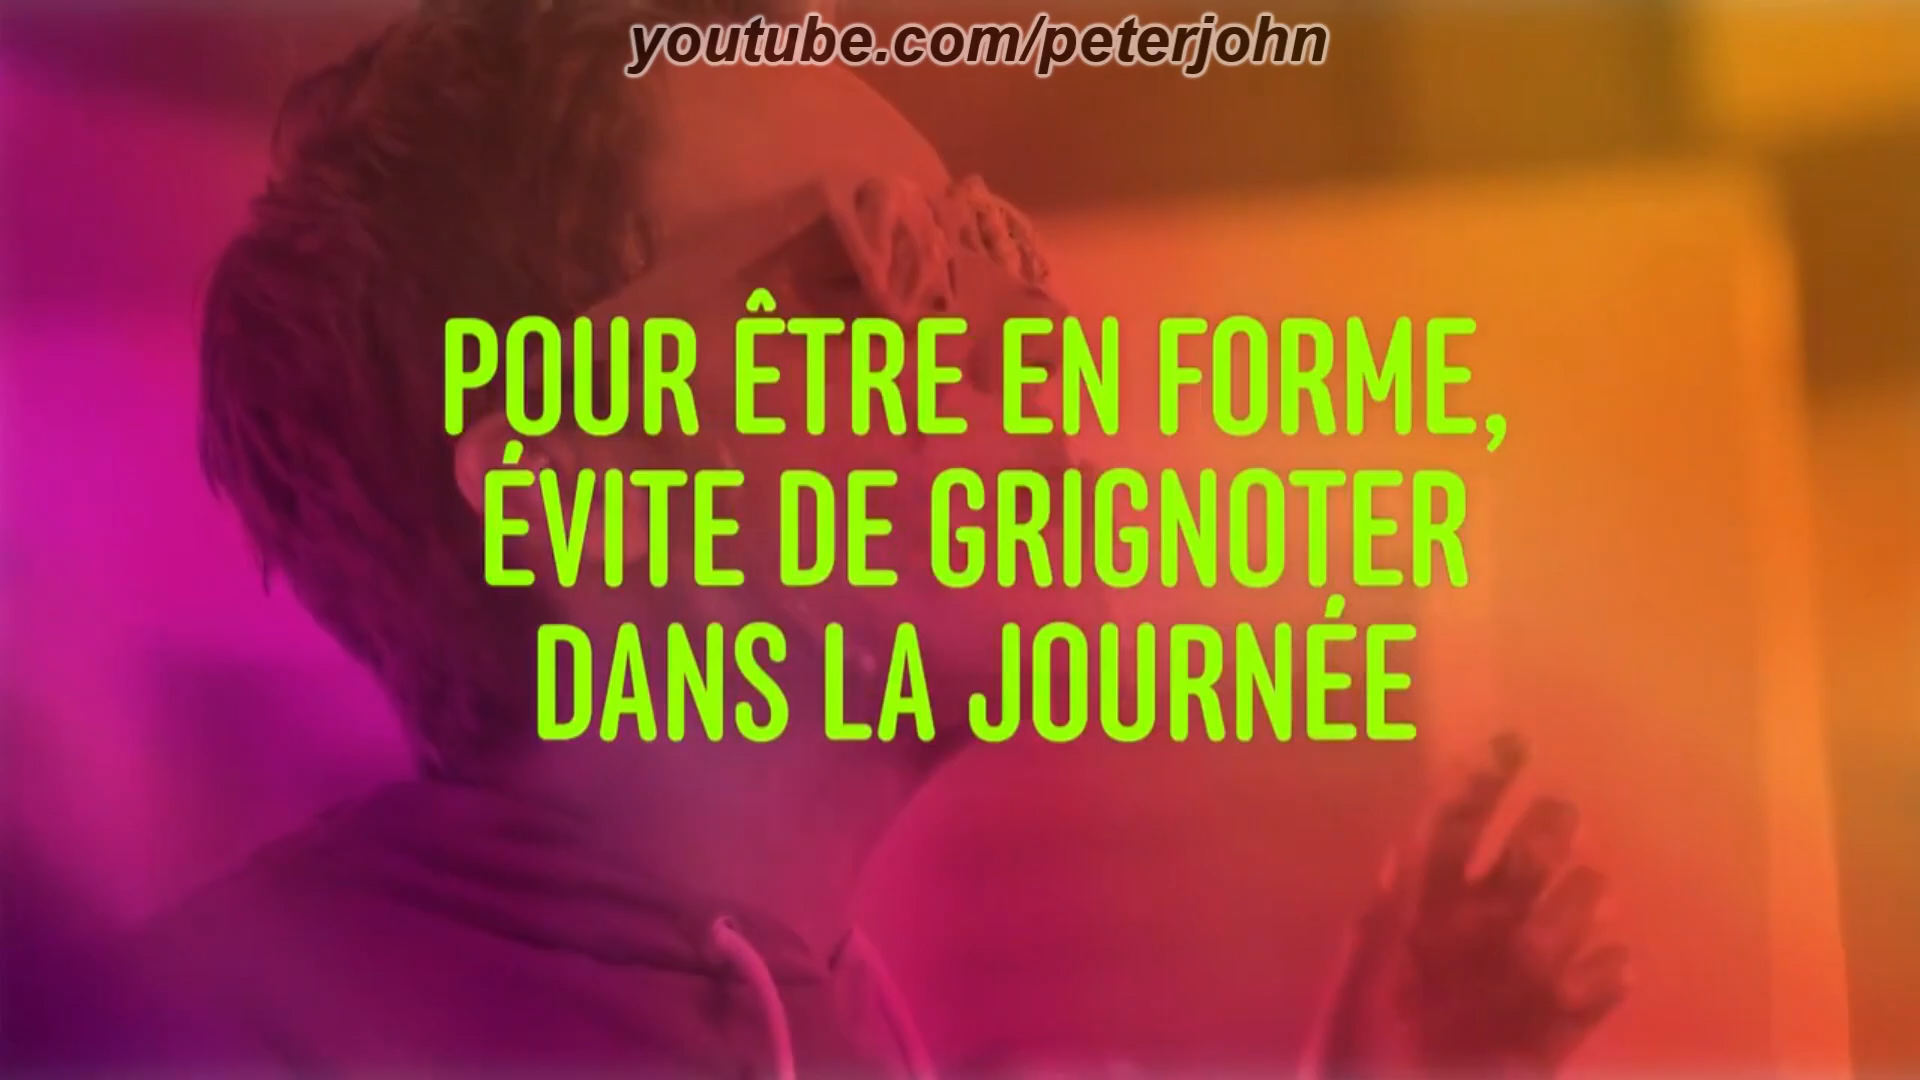 youtube.com/peterjohn
POUR ÊTRE EN FORME,
ÉVITE DE GRIGNOTER
DANS LA JOURNÉE